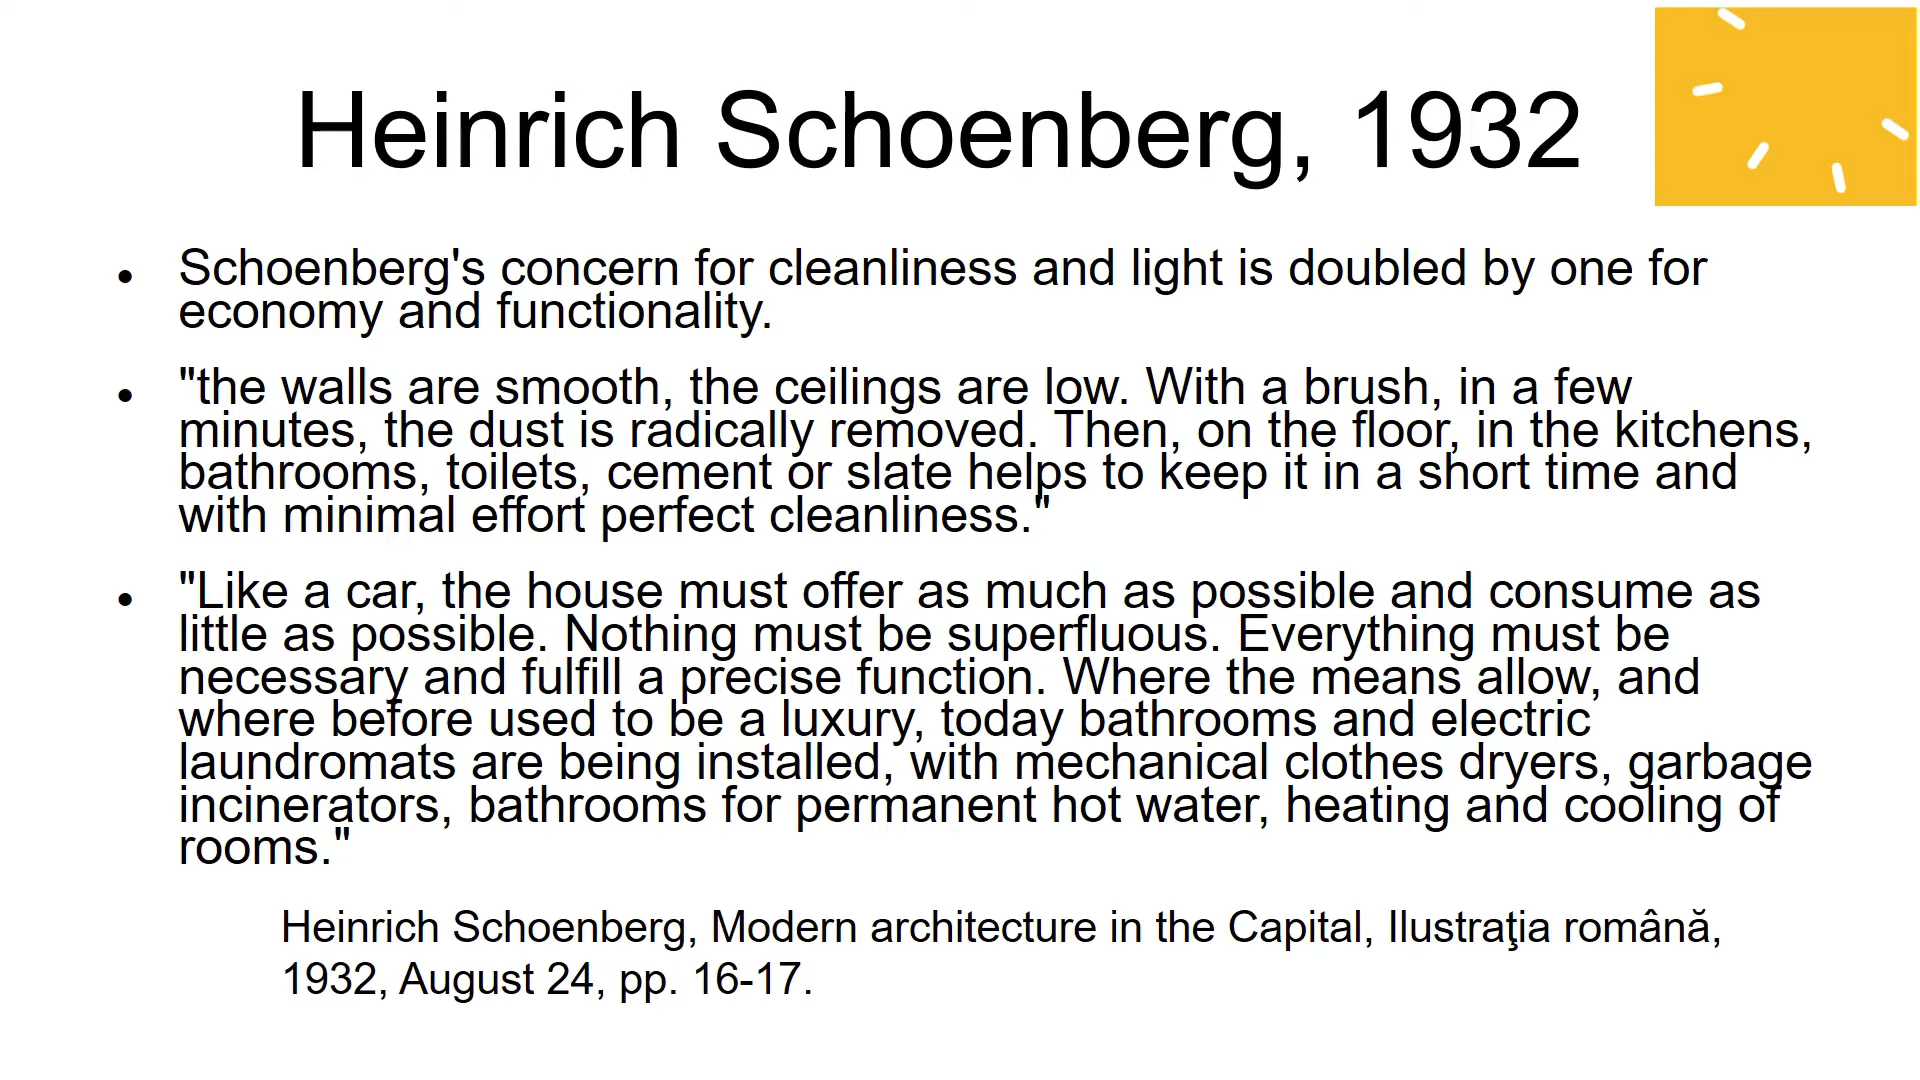 Heinrich Schoenberg, 1932
• Schoenberg's concern for cleanliness and light is doubled by one for
economy and functionality.
• "the walls are smooth, the ceilings are low. With a brush, in a few
minutes, the dust is radically removed. Then, on the floor, in the kitchens,
bathrooms, toilets, cement or slate helps to keep it in a short time and
with minimal effort perfect cleanliness."
• "Like a car, the house must offer as much as possible and consume as
little as possible. Nothing must be superfluous. Everything must be
necessary and fulfill a precise function. Where the means allow, and
where before used to be a luxury, today bathrooms and electric
laundromats are being installed, with mechanical clothes dryers, garbage
incinerators, bathrooms for permanent hot water, heating and cooling of
rooms."
Heinrich Schoenberg, Modern architecture in the Capital, Ilustraţia română,
1932, August 24, pp. 16-17.